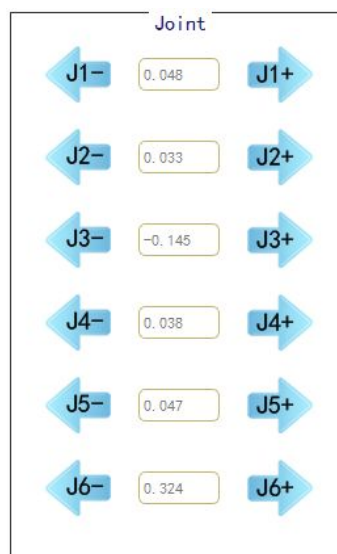 Joint
J1- 0.048 J1+
J2- 0.033 J2+
J3- -0.145 J3+
J4- 0.038 J4+
J5- 0.047 J5+
J6- 0.324 J6+